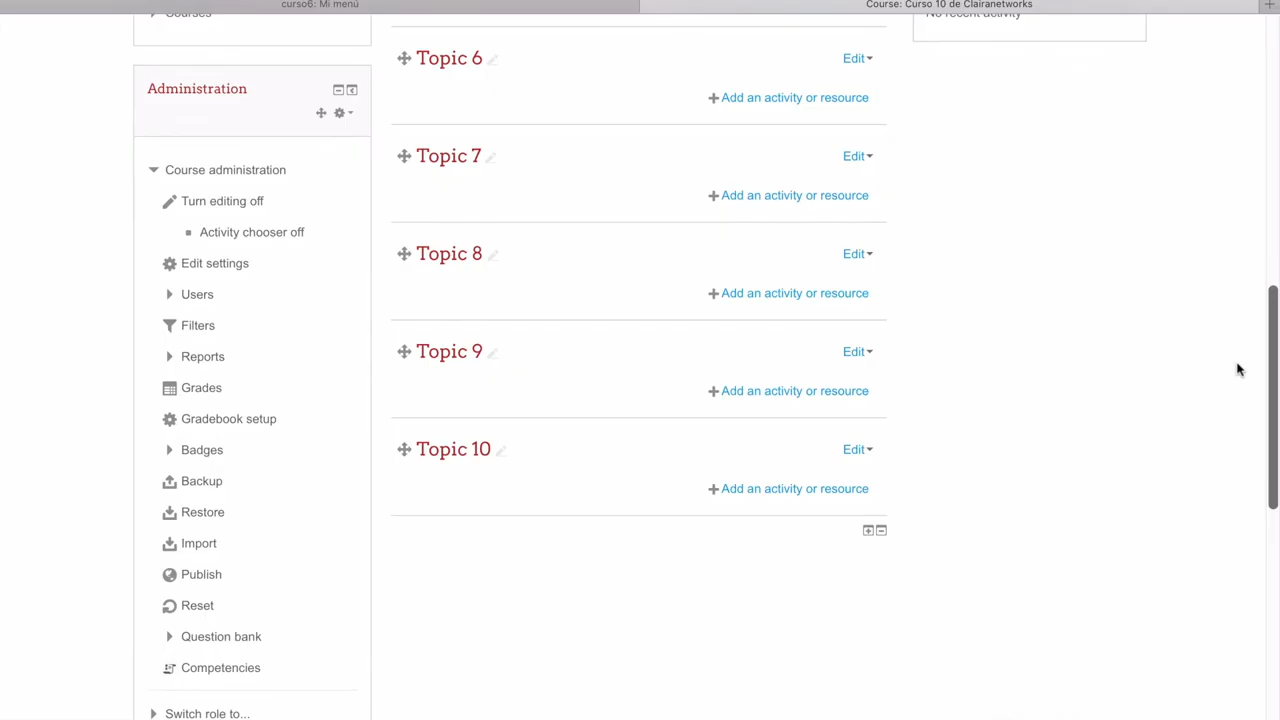 curso6: Mi menú
Course: Curso 10 de Clairanetworks
Courses
No recent activity
Administration
Course administration
Turn editing off
Activity chooser off
Edit settings
Users
Filters
Reports
Grades
Gradebook setup
Badges
Backup
Restore
Import
Publish
Reset
Question bank
Competencies
Switch role to...
Topic 6
Edit
Add an activity or resource
Topic 7
Edit
Add an activity or resource
Topic 8
Edit
Add an activity or resource
Topic 9
Edit
Add an activity or resource
Topic 10
Edit
Add an activity or resource